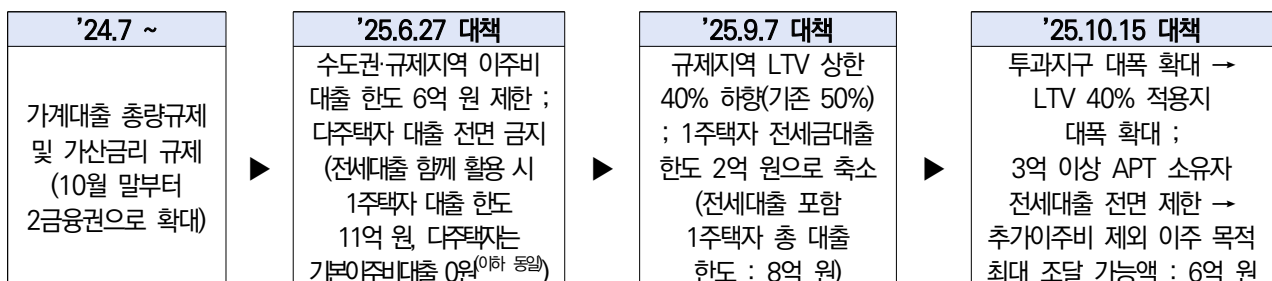 ’24.7 ~
가계대출 총량규제
및 가산금리 규제
(10월 말부터
2금융권으로 확대)
▶
’25.6.27 대책
수도권·규제지역 이주비
대출 한도 6억 원 제한 ;
다주택자 대출 전면 금지
(전세대출 함께 활용 시
1주택자 대출 한도
11억 원, 다주택자는
기본이주비대출 0원(이하 동일))
▶
’25.9.7 대책
규제지역 LTV 상한
40% 하향(기존 50%)
; 1주택자 전세금대출
한도 2억 원으로 축소
(전세대출 포함
1주택자 총 대출
한도 : 8억 원)
▶
’25.10.15 대책
투과지구 대폭 확대 →
LTV 40% 적용지
대폭 확대 ;
3억 이상 APT 소유자
전세대출 전면 제한 →
추가이주비 제외 이주 목적
최대 조달 가능액 : 6억 원